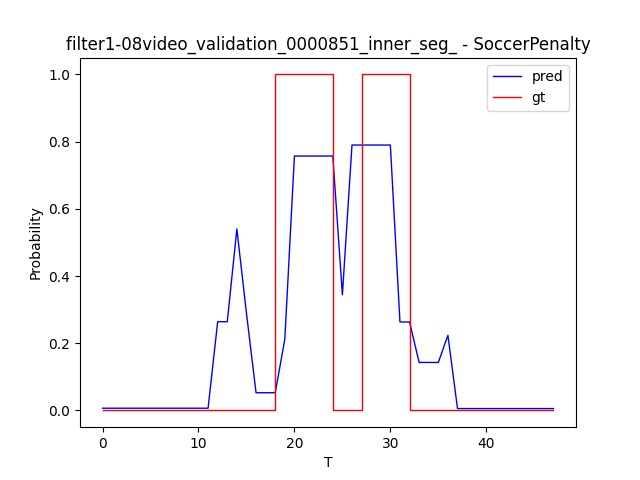 filter1-08video_validation_0000851_inner_seg_ - SoccerPenalty
pred
gt
1.0
0.8
0.6
0.4
0.2
0.0
Probability
0
10
20
30
40
T